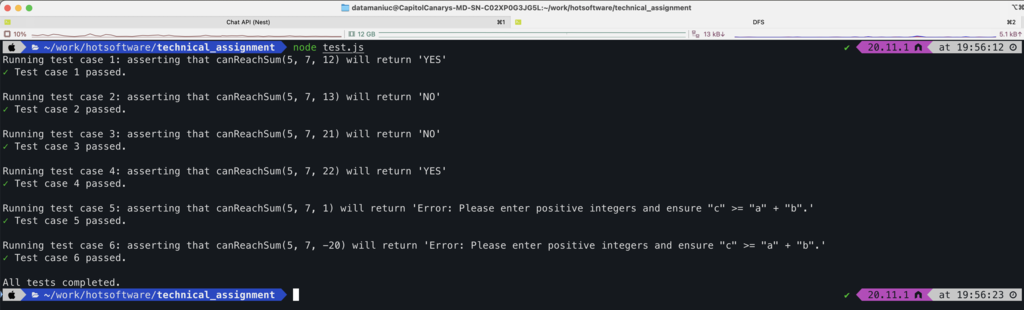 datamaniuc@CapitolCanarys-MD-SN-C02XP0G3JG5L:~/work/hotsoftware/technical_assignment
Chat API (Nest) ⌘1 DFS ⌘2
10% 12 GB 13 kB↓ 5.1 kB↑
~/work/hotsoftware/technical_assignment node test.js ✓ 20.11.1 at 19:56:12
Running test case 1: asserting that canReachSum(5, 7, 12) will return 'YES'
✓ Test case 1 passed.
Running test case 2: asserting that canReachSum(5, 7, 13) will return 'NO'
✓ Test case 2 passed.
Running test case 3: asserting that canReachSum(5, 7, 21) will return 'NO'
✓ Test case 3 passed.
Running test case 4: asserting that canReachSum(5, 7, 22) will return 'YES'
✓ Test case 4 passed.
Running test case 5: asserting that canReachSum(5, 7, 1) will return 'Error: Please enter positive integers and ensure "c" >= "a" + "b".'
✓ Test case 5 passed.
Running test case 6: asserting that canReachSum(5, 7, -20) will return 'Error: Please enter positive integers and ensure "c" >= "a" + "b".'
✓ Test case 6 passed.
All tests completed.
~/work/hotsoftware/technical_assignment ✓ 20.11.1 at 19:56:23